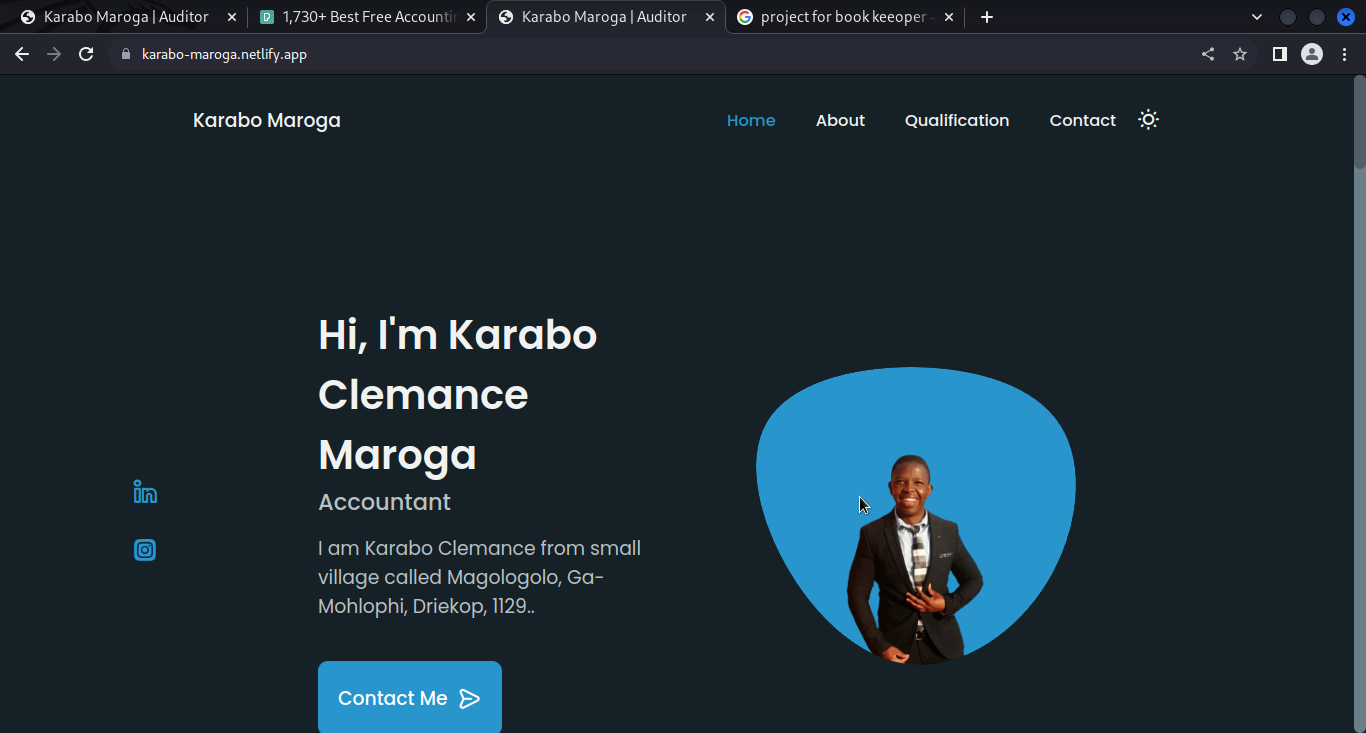 Karabo Maroga | Auditor
1,730+ Best Free Accounti
Karabo Maroga | Auditor
project for book keeoper -
karabo-maroga.netlify.app
Karabo Maroga
Home
About
Qualification
Contact
Hi, I'm Karabo
Clemance
Maroga
Accountant
I am Karabo Clemance from small
village called Magologolo, Ga-
Mohlophi, Driekop, 1129..
Contact Me